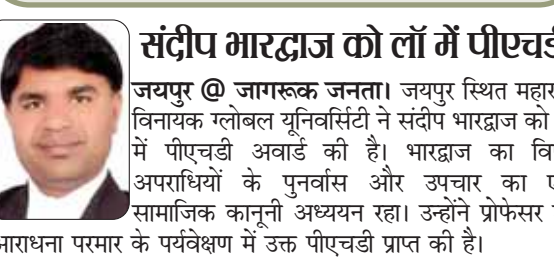 संदीप भारद्वाज को लॉ में पीएचडी
जयपुर @ जागरूक जनता। जयपुर स्थित
विनायक ग्लोबल यूनिवर्सिटी ने संदीप भारद्वाज को
में पीएचडी अवार्ड की है। भारद्वाज का
अपराधियों के पुनर्वास और उपचार का
सामाजिक कानूनी अध्ययन रहा। उन्होंने प्रोफेसर
आराधना परमार के पर्यवेक्षण में उक्त पीएचडी प्राप्त की है।